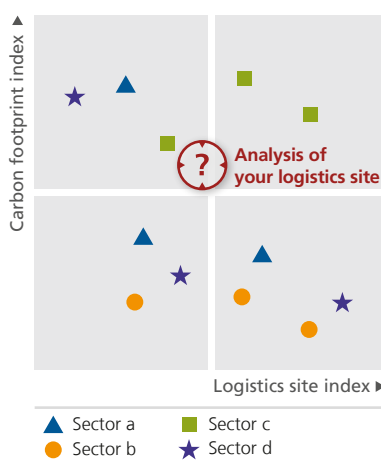 Carbon footprint index ▲
?
Analysis of
your logistics site
Logistics site index ▶
Sector a
Sector c
Sector b
Sector d